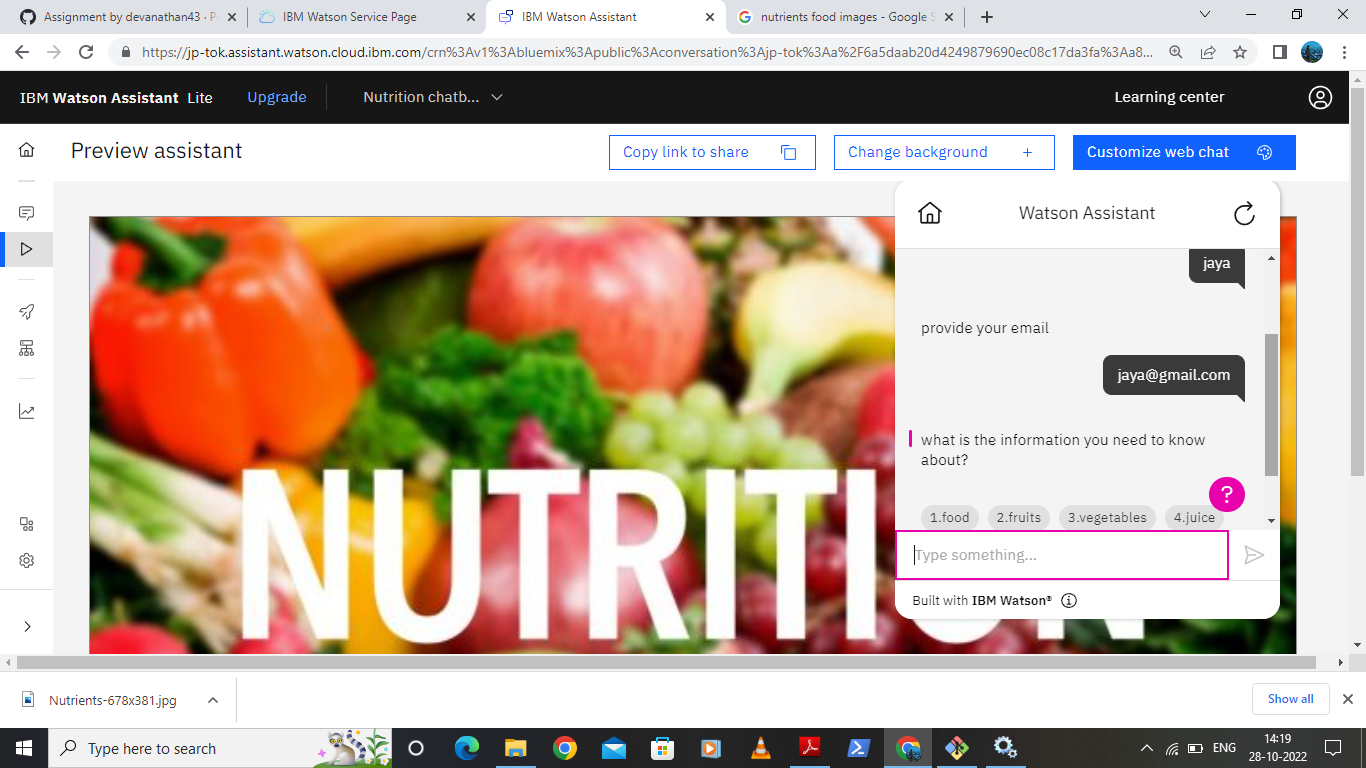 Assignment by devanathan43 · P
IBM Watson Service Page
IBM Watson Assistant
nutrients food images - Google S
https://jp-tok.assistant.watson.cloud.ibm.com/crn%3Av1%3Abluemix%3Apublic%3Aconversation%3Ajp-tok%3Aa%2F6a5daab20d4249879690ec08c17da3fa%3Aa8...
IBM Watson Assistant Lite
Upgrade
Nutrition chatb...
Learning center
Preview assistant
Copy link to share
Change background
Customize web chat
Watson Assistant
jaya
provide your email
jaya@gmail.com
what is the information you need to know
about?
?
1.food
2.fruits
3.vegetables
4.juice
Type something...
Built with IBM Watson®
NUTRITION
Nutrients-678x381.jpg
Show all
Type here to search
ENG
14:19
28-10-2022